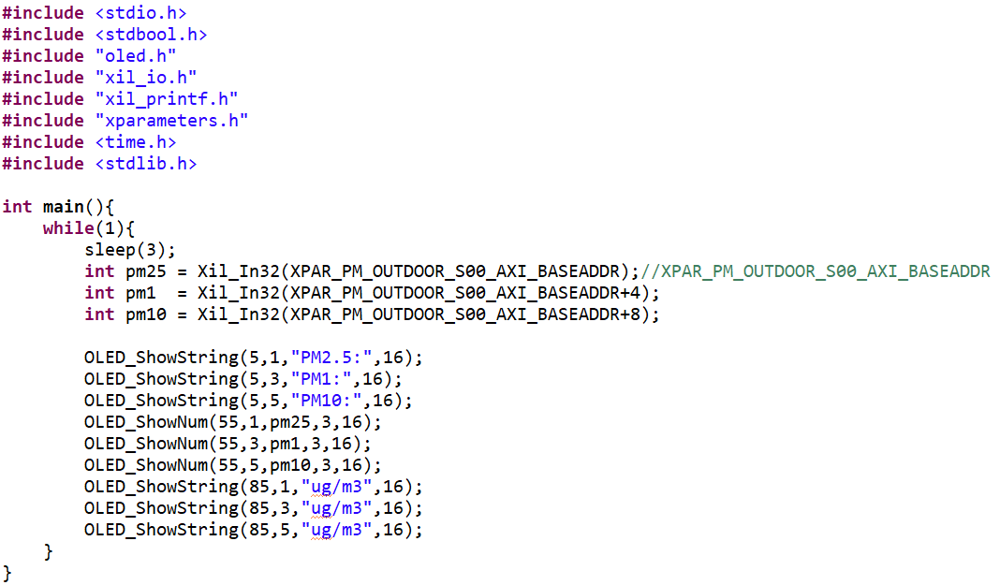 #include <stdio.h>
#include <stdbool.h>
#include "oled.h"
#include "xil_io.h"
#include "xil_printf.h"
#include "xparameters.h"
#include <time.h>
#include <stdlib.h>

int main(){
    while(1){
        sleep(3);
        int pm25 = Xil_In32(XPAR_PM_OUTDOOR_S00_AXI_BASEADDR);//XPAR_PM_OUTDOOR_S00_AXI_BASEADDR
        int pm1  = Xil_In32(XPAR_PM_OUTDOOR_S00_AXI_BASEADDR+4);
        int pm10 = Xil_In32(XPAR_PM_OUTDOOR_S00_AXI_BASEADDR+8);

        OLED_ShowString(5,1,"PM2.5:",16);
        OLED_ShowString(5,3,"PM1:",16);
        OLED_ShowString(5,5,"PM10:",16);
        OLED_ShowNum(55,1,pm25,3,16);
        OLED_ShowNum(55,3,pm1,3,16);
        OLED_ShowNum(55,5,pm10,3,16);
        OLED_ShowString(85,1,"ug/m3",16);
        OLED_ShowString(85,3,"ug/m3",16);
        OLED_ShowString(85,5,"ug/m3",16);
    }
}